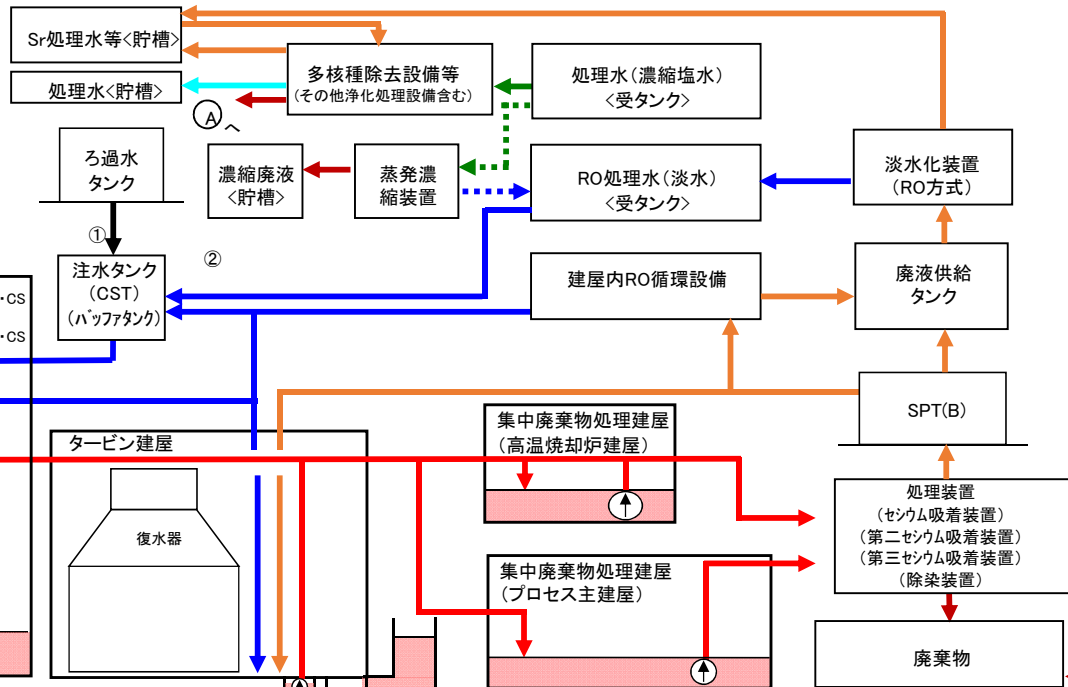 Sr処理水等<貯槽>
処理水<貯槽>
多核種除去設備等
(その他浄化処理設備含む)
Aへ
処理水(濃縮塩水)
<受タンク>
ろ過水
タンク
濃縮廃液
<貯槽>
蒸発濃
縮装置
RO処理水(淡水)
<受タンク>
淡水化装置
(RO方式)
①
②
注水タンク
(CST)
(バッファタンク)
建屋内RO循環設備
廃液供給
タンク
・CS
・CS
SPT(B)
タービン建屋
復水器
集中廃棄物処理建屋
(高温焼却炉建屋)
集中廃棄物処理建屋
(プロセス主建屋)
処理装置
(セシウム吸着装置)
(第二セシウム吸着装置)
(第三セシウム吸着装置)
(除染装置)
廃棄物